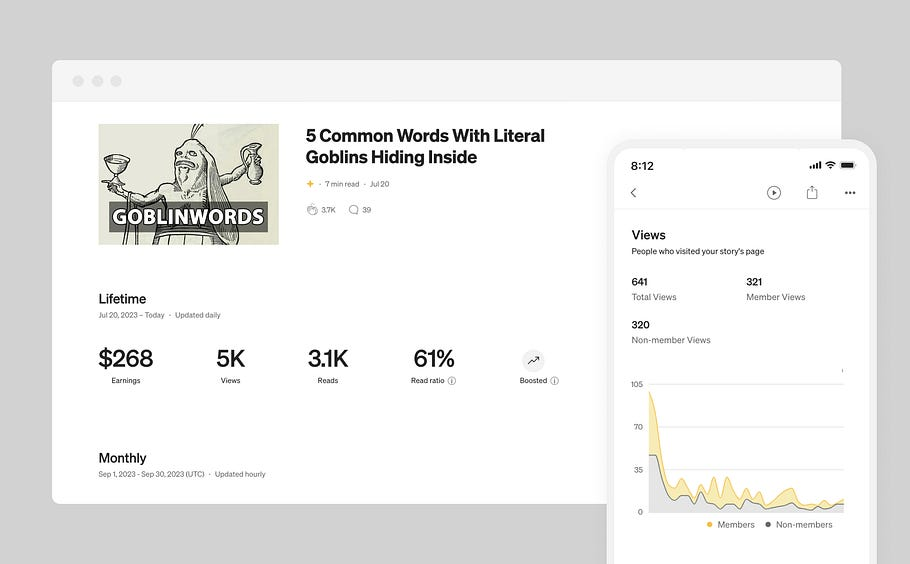 GOBLINWORDS
5 Common Words With Literal
Goblins Hiding Inside
7 min read · Jul 20
3.7K 39
Lifetime
Jul 20, 2023 – Today · Updated daily
$268 5K 3.1K 61%
Earnings Views Reads Read ratio Boosted
Monthly
Sep 1, 2023 - Sep 30, 2023 (UTC) · Updated hourly
8:12
Views
People who visited your story's page
641 321
Total Views Member Views
320
Non-member Views
105
70
35
0
Members Non-members